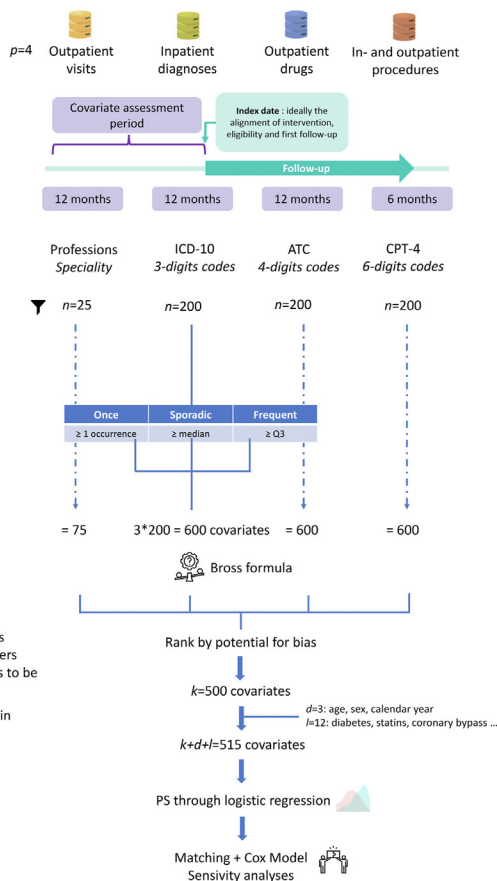 p=4
Outpatient visits
Inpatient diagnoses
Outpatient drugs
In- and outpatient procedures
Covariate assessment
period
Index date : ideally the
alignment of intervention,
eligibility and first follow-up
Follow-up
12 months
12 months
12 months
6 months
Professions
Speciality
ICD-10
3-digits codes
ATC
4-digits codes
CPT-4
6-digits codes
n=25
n=200
n=200
n=200
Once Sporadic Frequent
≥ 1 occurrence ≥ median ≥ Q3
= 75
3*200 = 600 covariates
= 600
= 600
Bross formula
Rank by potential for bias
s
ers
s to be
in
k=500 covariates
d=3: age, sex, calendar year
l=12: diabetes, statins, coronary bypass ...
k+d+l=515 covariates
PS through logistic regression
Matching + Cox Model
Sensivity analyses